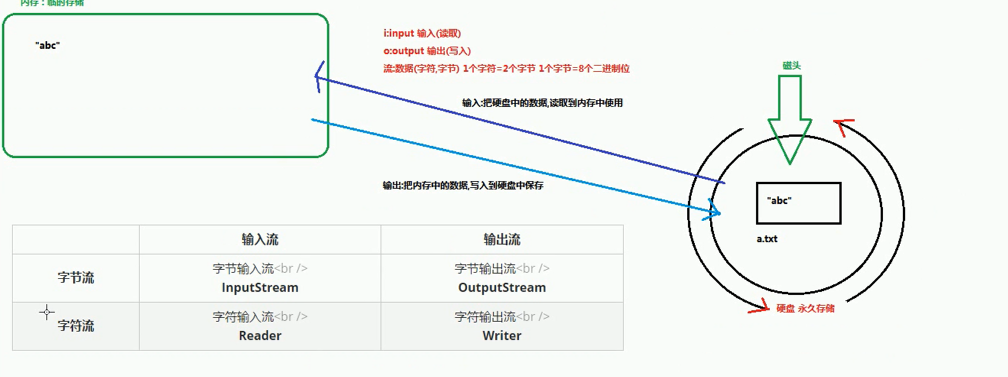 内存：临时存储
"abc"
i:input 输入(读取)
o:output 输出(写入)
流:数据(字符,字节) 1个字符=2个字节 1个字节=8个二进制位
磁头
输入:把硬盘中的数据,读取到内存中使用
输出:把内存中的数据,写入到硬盘中保存
"abc"
a.txt
硬盘 永久存储
输入流 输出流
字节流 字节输入流<br /> 字节输出流<br />
InputStream OutputStream
字符流 字符输入流<br /> 字符输出流<br />
Reader Writer